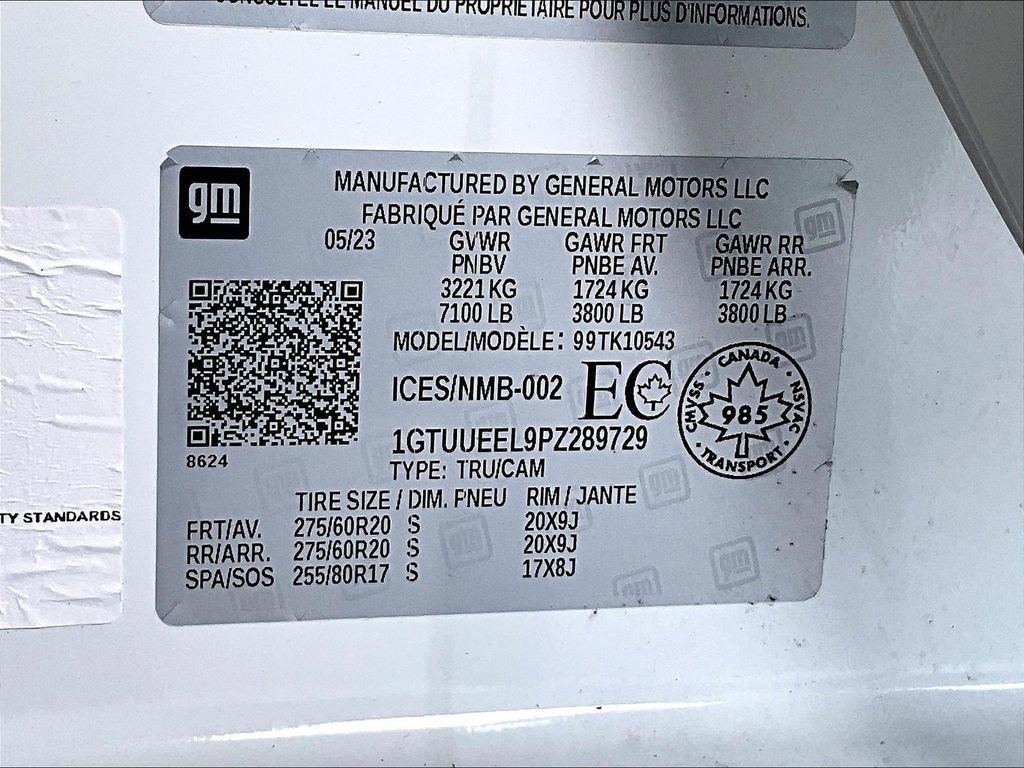 CONSULTEZ LE MANUEL DU PROPRIÉTAIRE POUR PLUS D'INFORMATIONS.
gm
MANUFACTURED BY GENERAL MOTORS LLC
FABRIQUÉ PAR GENERAL MOTORS LLC
05/23 GVWR GAWR FRT GAWR RR
PNBV PNBE AV. PNBE ARR.
3221 KG 1724 KG 1724 KG
7100 LB 3800 LB 3800 LB
MODEL/MODÈLE: 99TK10543
ICES/NMB-002 EC
CANADA
CMVSS · NSVAC
985
TRANSPORT
1GTUUEEL9PZ289729
8624
TYPE: TRU/CAM
TIRE SIZE / DIM. PNEU RIM / JANTE
FRT/AV. 275/60R20 S 20X9J
RR/ARR. 275/60R20 S 20X9J
SPA/SOS 255/80R17 S 17X8J
TY STANDARDS